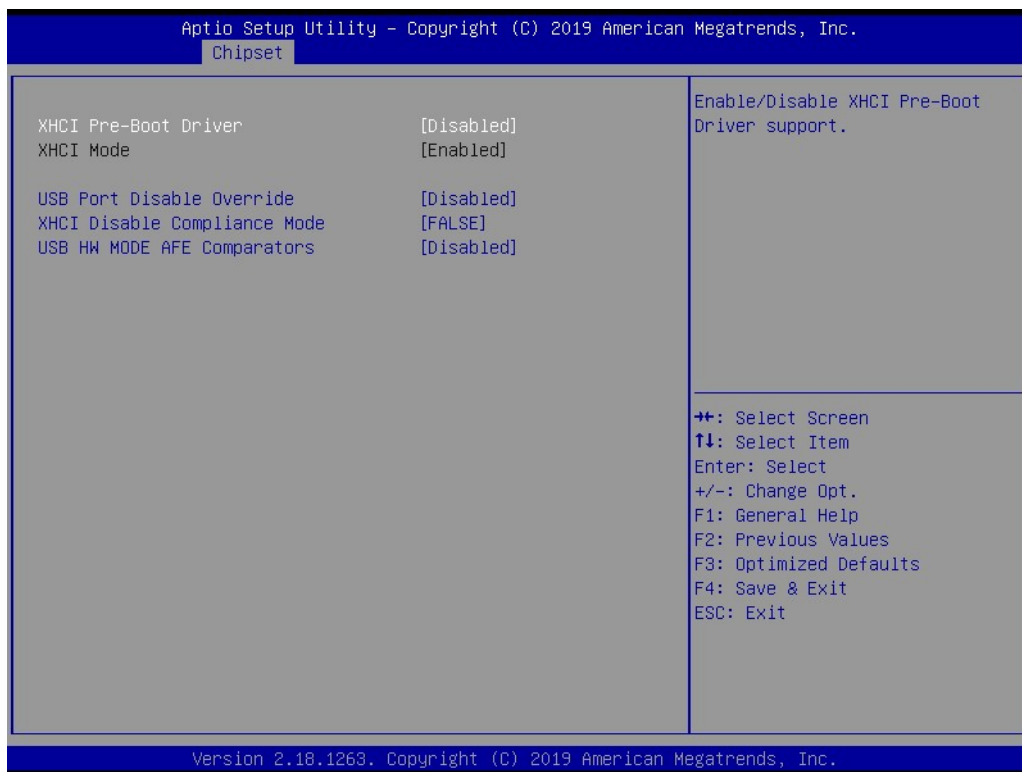 Aptio Setup Utility – Copyright (C) 2019 American Megatrends, Inc.
Chipset
XHCI Pre-Boot Driver [Disabled]
XHCI Mode [Enabled]
USB Port Disable Override [Disabled]
XHCI Disable Compliance Mode [FALSE]
USB HW MODE AFE Comparators [Disabled]
Enable/Disable XHCI Pre-Boot
Driver support.
→←: Select Screen
↑↓: Select Item
Enter: Select
+/-: Change Opt.
F1: General Help
F2: Previous Values
F3: Optimized Defaults
F4: Save & Exit
ESC: Exit
Version 2.18.1263. Copyright (C) 2019 American Megatrends, Inc.